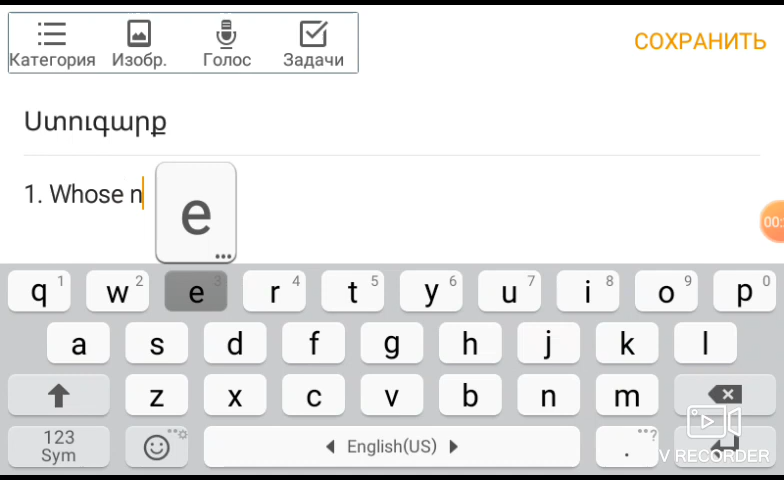 Категория Изобр. Голос Задачи
СОХРАНИТЬ
Ստուգարք
1. Whose n
e
00:
q 1 w 2 e 3 r 4 t 5 y 6 u 7 i 8 o 9 p 0
a s d f g h j k l
z x c v b n m
123
Sym
English(US)
. ?
V RECORDER